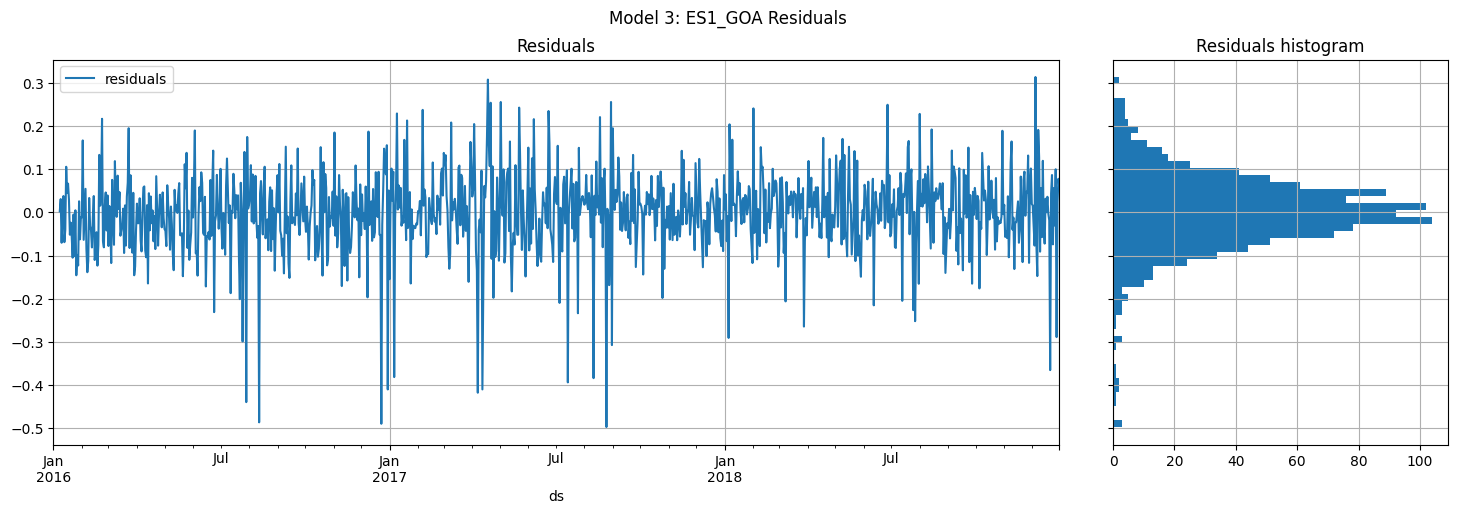 Model 3: ES1_GOA Residuals
Residuals
residuals
0.3
0.2
0.1
0.0
−0.1
−0.2
−0.3
−0.4
−0.5
Jan
2016
Jul
Jan
2017
Jul
Jan
2018
Jul
ds
Residuals histogram
0 20 40 60 80 100